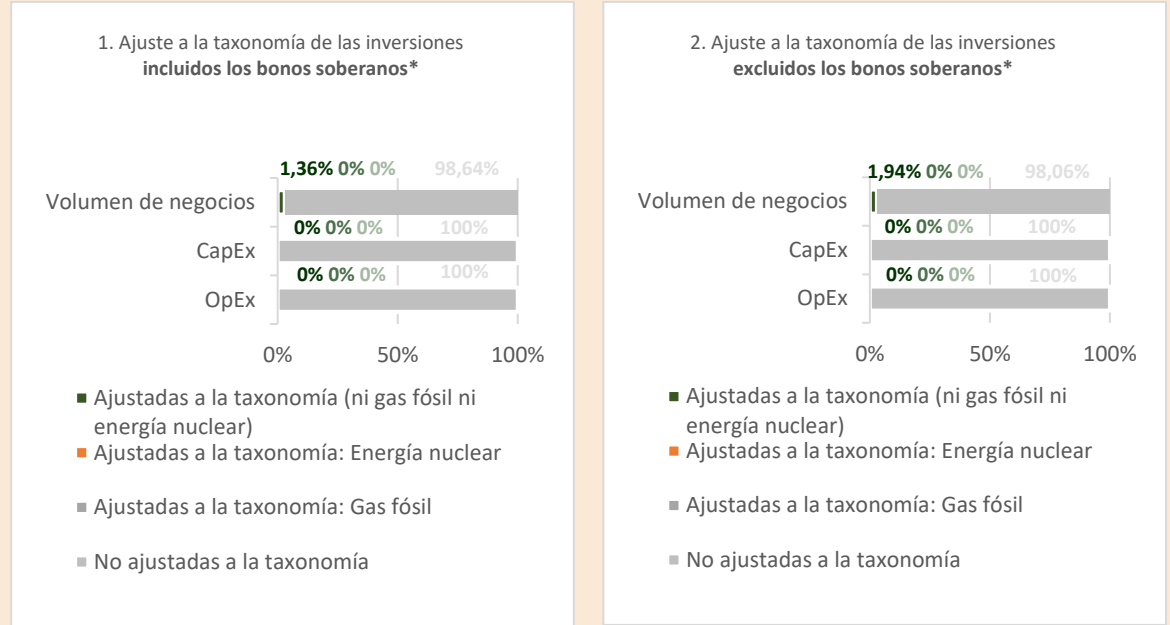 1. Ajuste a la taxonomía de las inversiones
incluidos los bonos soberanos*
1,36% 0% 0% 98,64%
Volumen de negocios
0% 0% 0% 100%
CapEx
0% 0% 0% 100%
OpEx
0% 50% 100%
Ajustadas a la taxonomía (ni gas fósil ni
energía nuclear)
Ajustadas a la taxonomía: Energía nuclear
Ajustadas a la taxonomía: Gas fósil
No ajustadas a la taxonomía
2. Ajuste a la taxonomía de las inversiones
excluidos los bonos soberanos*
1,94% 0% 0% 98,06%
Volumen de negocios
0% 0% 0% 100%
CapEx
0% 0% 0% 100%
OpEx
0% 50% 100%
Ajustadas a la taxonomía (ni gas fósil ni
energía nuclear)
Ajustadas a la taxonomía: Energía nuclear
Ajustadas a la taxonomía: Gas fósil
No ajustadas a la taxonomía